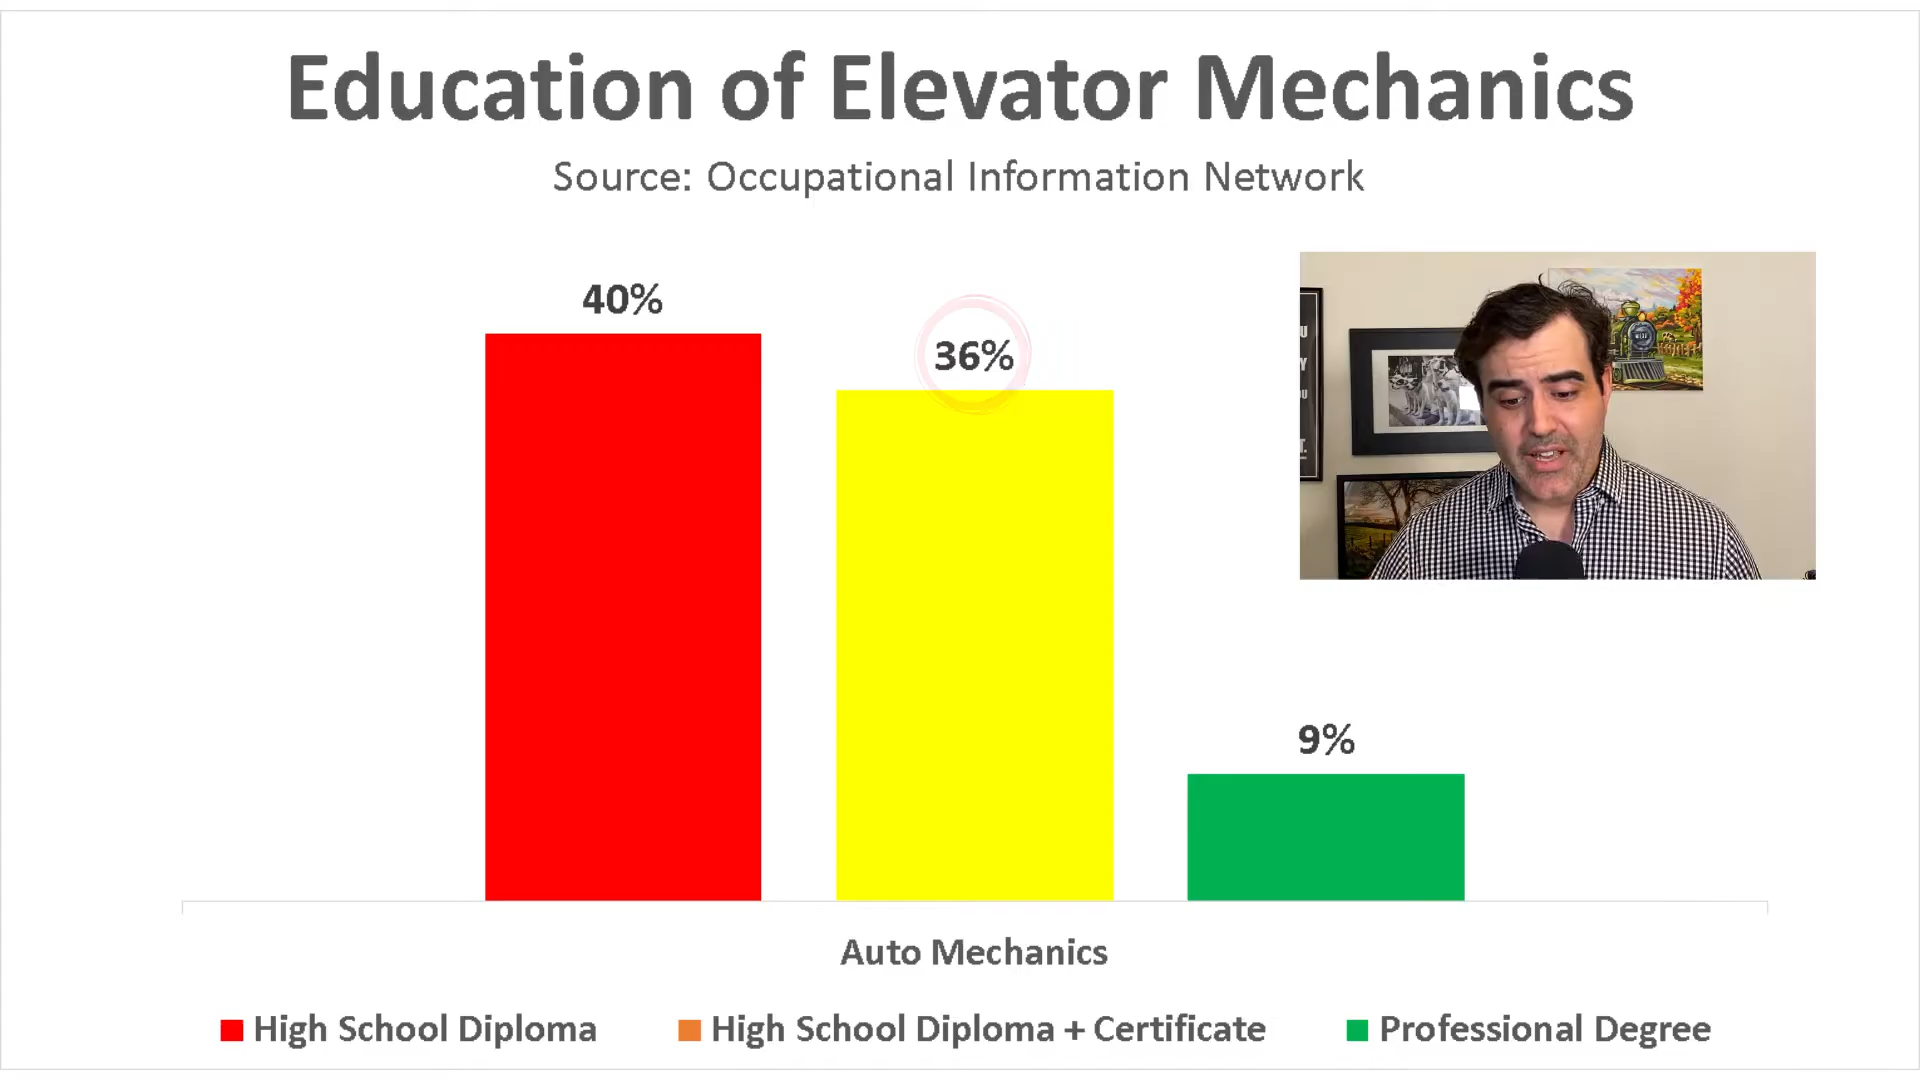 Education of Elevator Mechanics
Source: Occupational Information Network
40%
36%
9%
Auto Mechanics
High School Diploma
High School Diploma + Certificate
Professional Degree